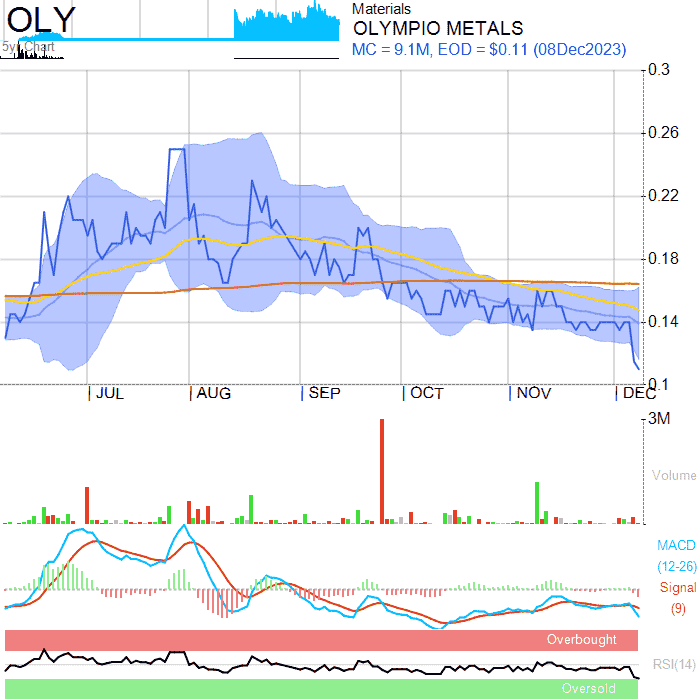 OLY
5yr Chart
Materials
OLYMPIO METALS
MC = 9.1M, EOD = $0.11 (08Dec2023)
0.3
0.26
0.22
0.18
0.14
0.1
JUL
AUG
SEP
OCT
NOV
DEC
3M
Volume
MACD
(12-26)
Signal
(9)
Overbought
RSI(14)
Oversold